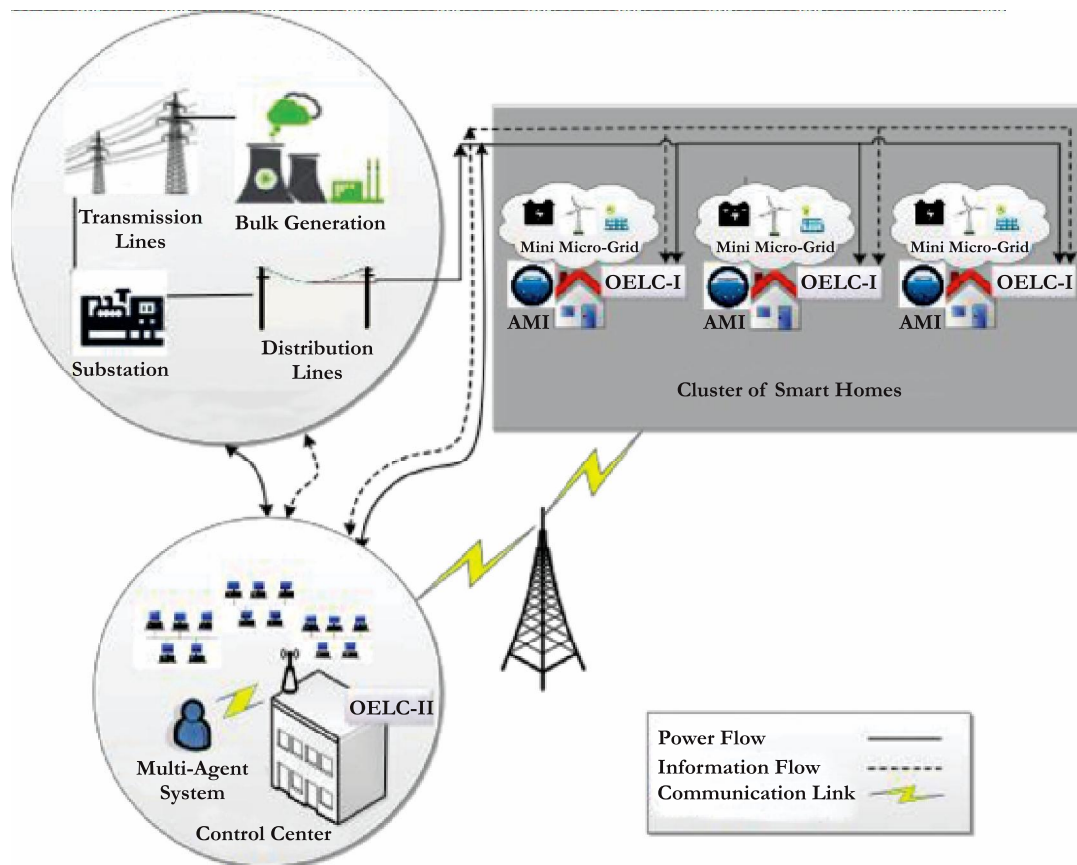 Transmission
Lines
Bulk Generation
Substation
Distribution
Lines
Mini Micro-Grid
Mini Micro-Grid
Mini Micro-Grid
OELC-I
OELC-I
OELC-I
AMI
AMI
AMI
Cluster of Smart Homes
OELC-II
Multi-Agent
System
Control Center
Power Flow
Information Flow
Communication Link